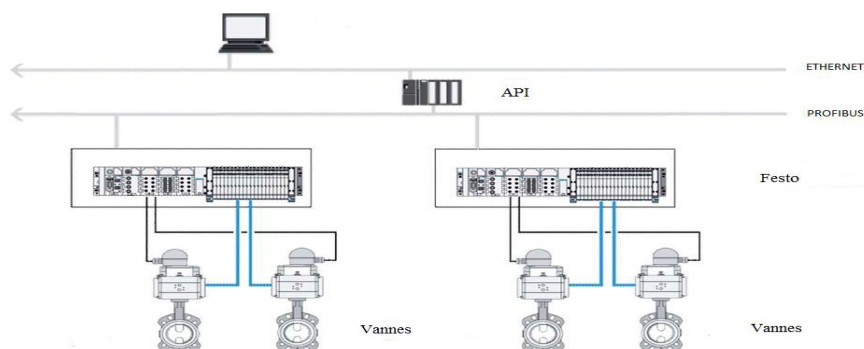 ETHERNET
API
PROFIBUS
Festo
Vannes
Vannes